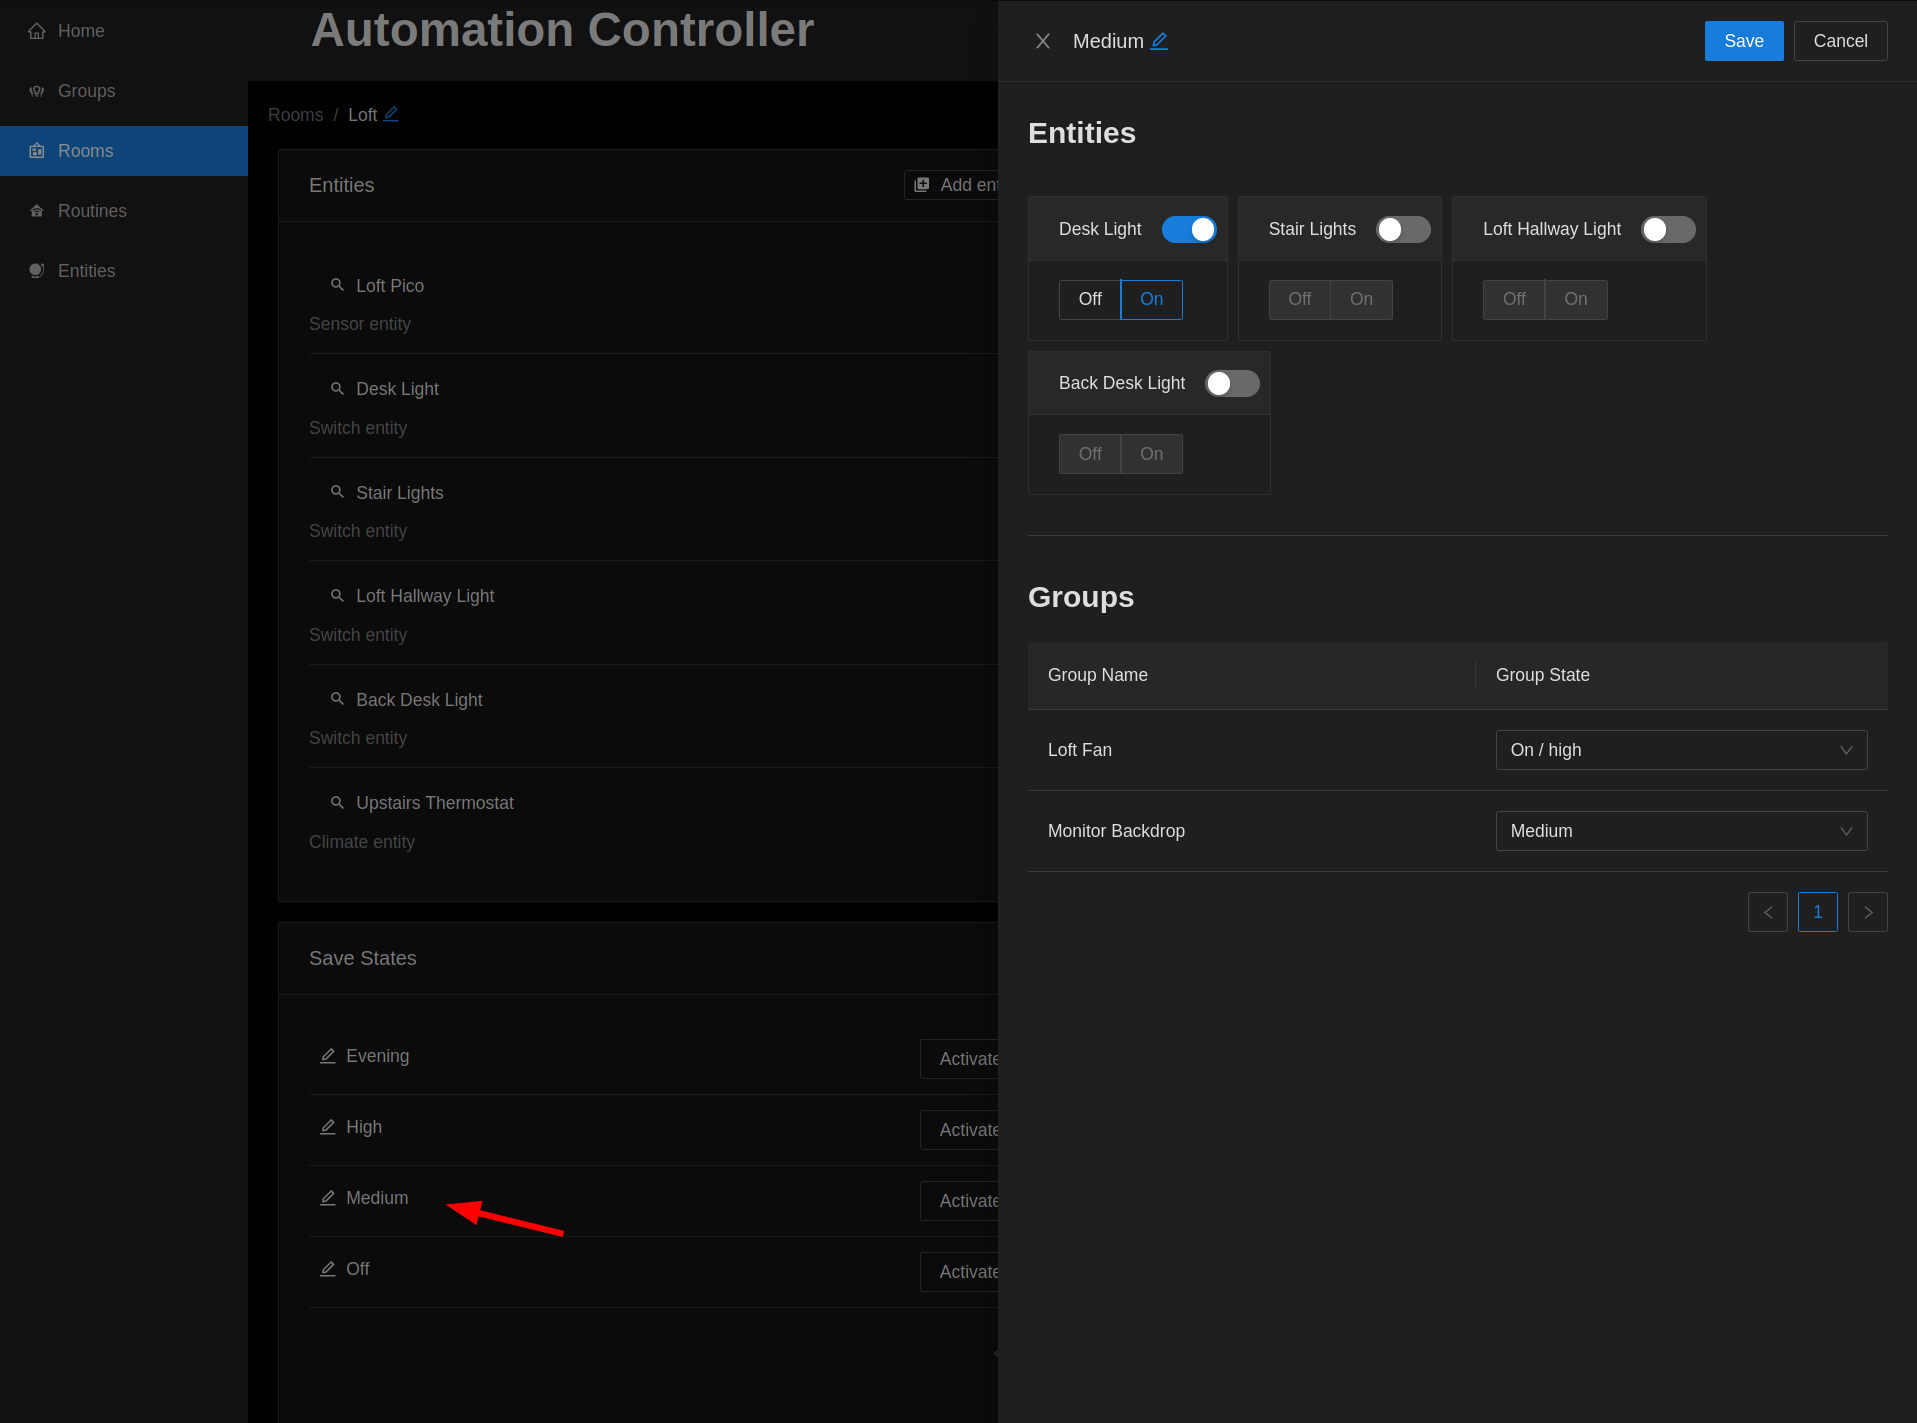 Home
Groups
Rooms
Routines
Entities
Automation Controller
Rooms / Loft
Entities
Add ent
Loft Pico
Sensor entity
Desk Light
Switch entity
Stair Lights
Switch entity
Loft Hallway Light
Switch entity
Back Desk Light
Switch entity
Upstairs Thermostat
Climate entity
Save States
Evening
Activate
High
Activate
Medium
Activate
Off
Activate
Medium
Save
Cancel
Entities
Desk Light
Off On
Stair Lights
Off On
Loft Hallway Light
Off On
Back Desk Light
Off On
Groups
Group Name Group State
Loft Fan On / high
Monitor Backdrop Medium
1